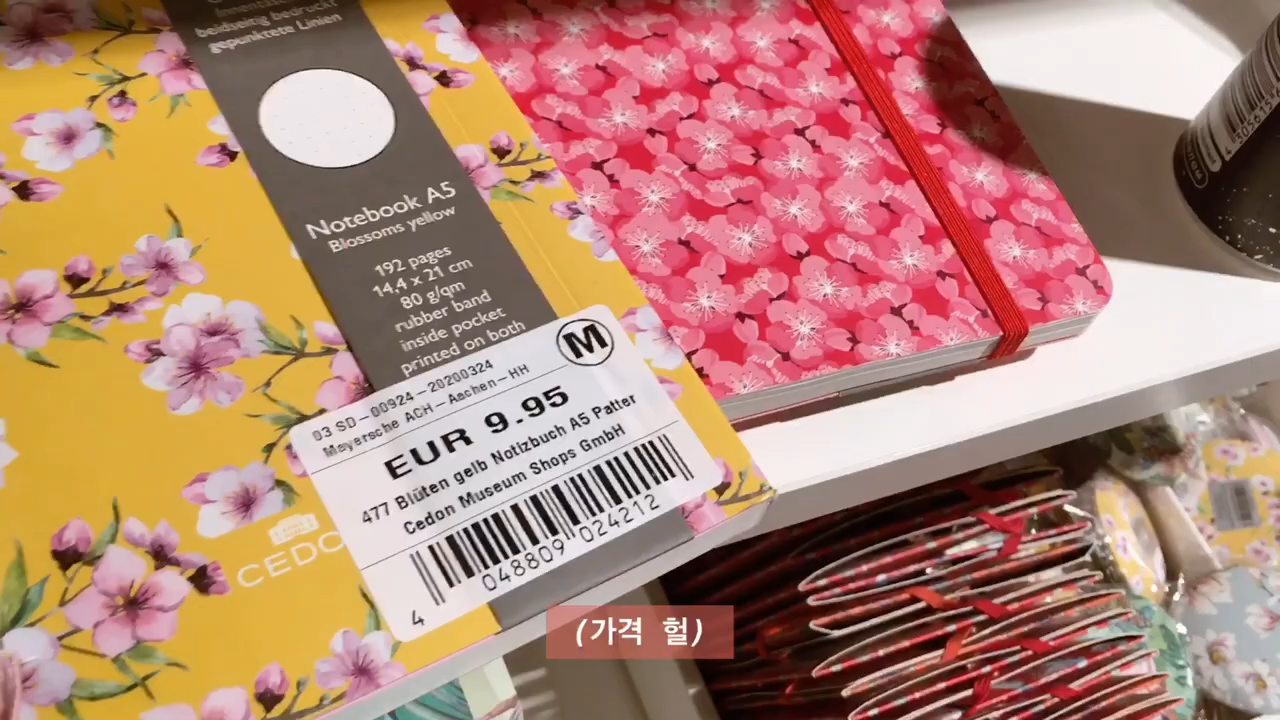 beidseitig bedruckt
gepunktete Linien
Notebook A5
Blossoms yellow
192 pages
14,4 x 21 cm
80 g/qm
rubber band
inside pocket
printed on both
M
03 SD-00924-20200324
Mayersche ACH-Aachen-HH
EUR 9.95
477 Blüten gelb Notizbuch A5 Patter
Cedon Museum Shops GmbH
4 048809 024212
CEDO
(가격 헐)